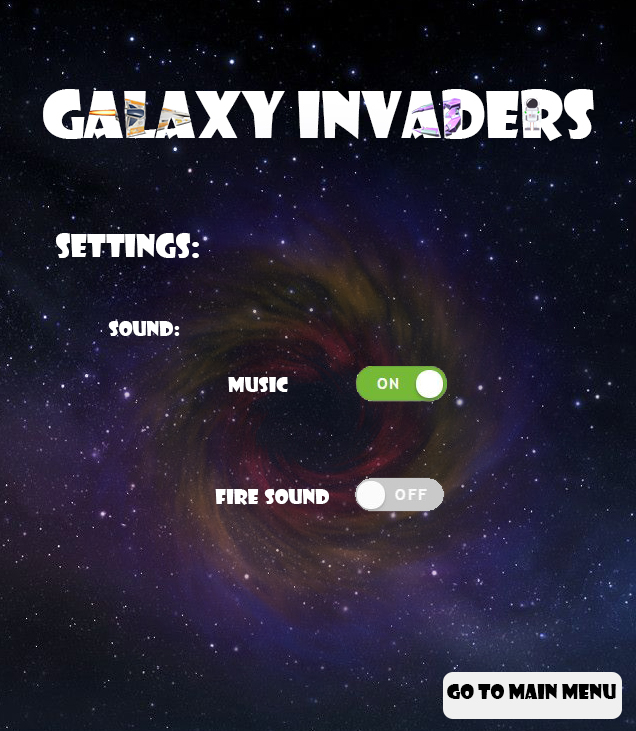 GALAXY INVADERS
SETTINGS:
SOUND:
MUSIC ON
FIRE SOUND OFF
GO TO MAIN MENU